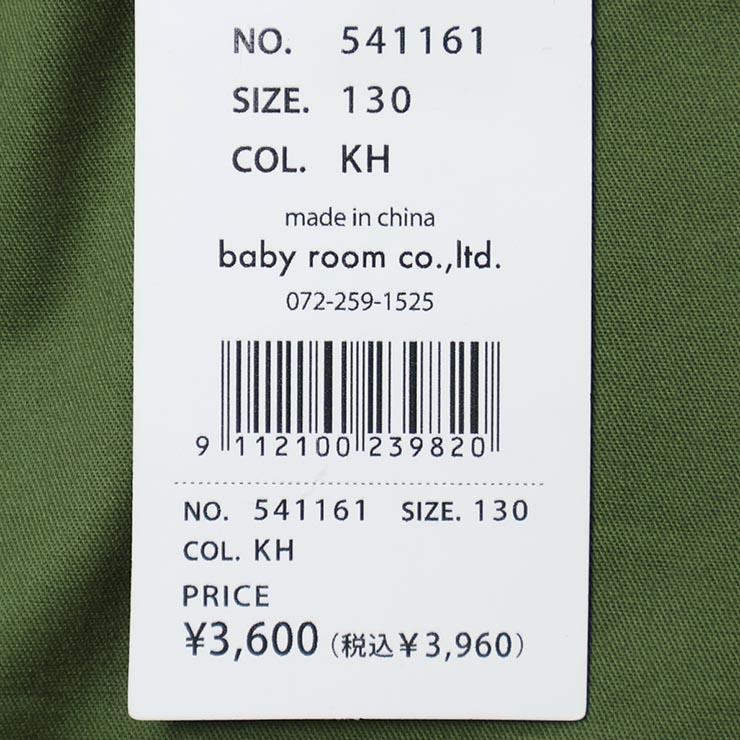 NO. 541161
SIZE. 130
COL. KH
made in china
baby room co.,ltd.
072-259-1525
9 112100 239820
NO. 541161 SIZE. 130
COL. KH
PRICE
¥3,600 (税込¥3,960)